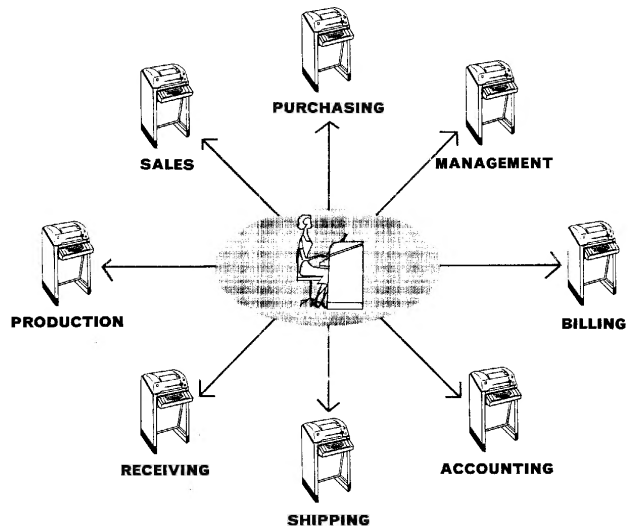 PURCHASING
SALES
MANAGEMENT
PRODUCTION
BILLING
RECEIVING
ACCOUNTING
SHIPPING